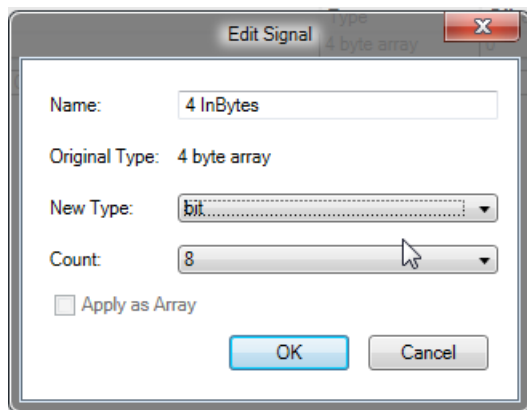 Type
Edit Signal
4 byte array
Name: 4 InBytes
Original Type: 4 byte array
New Type: bit
Count: 8
Apply as Array
OK Cancel